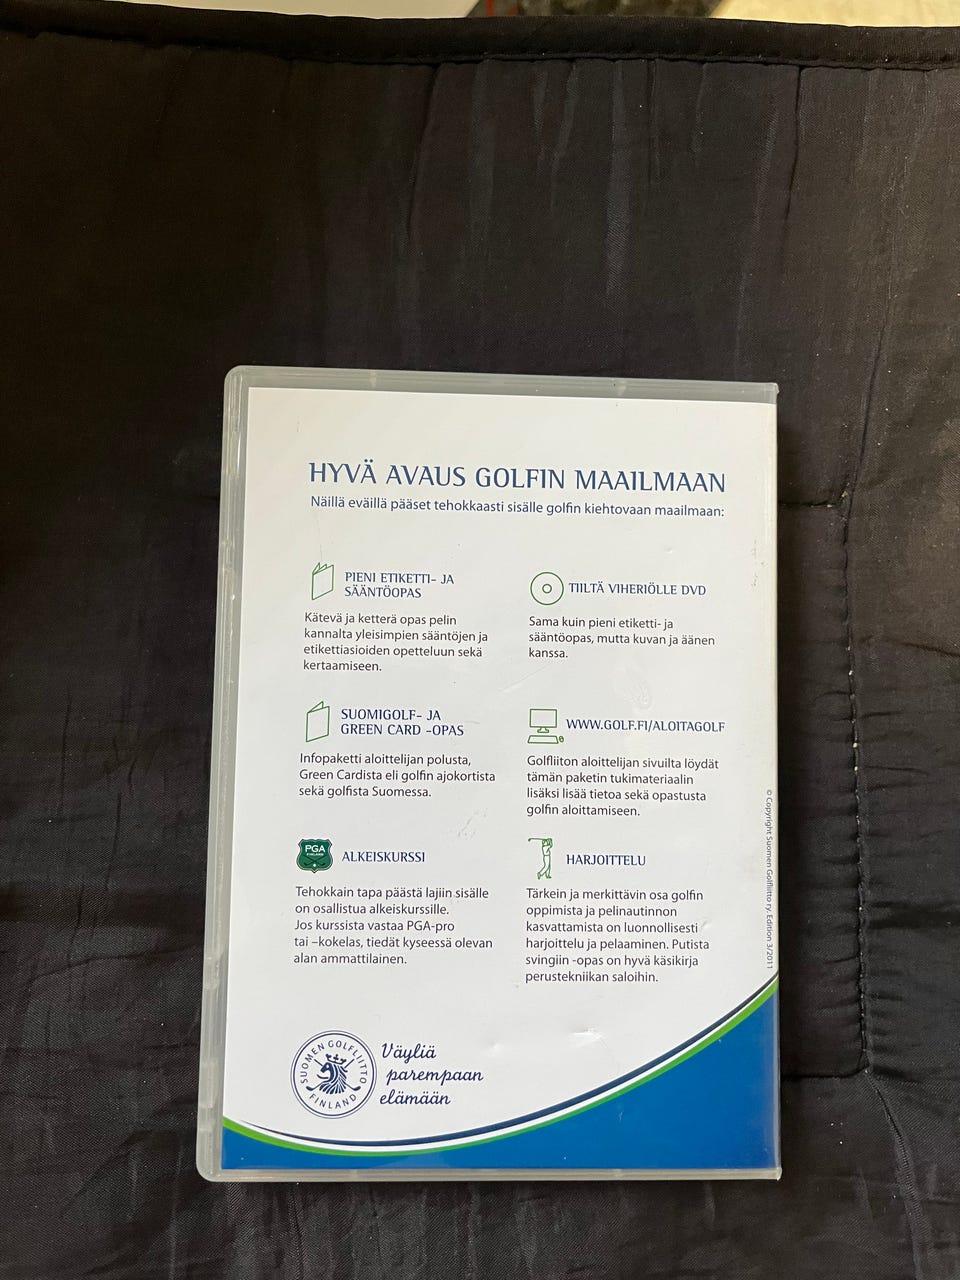 HYVÄ AVAUS GOLFIN MAAILMAAN
Näillä eväillä pääset tehokkaasti sisälle golfin kiehtovaan maailmaan:
PIENI ETIKETTI- JA
SÄÄNTÖOPAS
Kätevä ja ketterä opas pelin
kannalta yleisimpien sääntöjen ja
etikettiasioiden opetteluun sekä
kertaamiseen.
TIILTÄ VIHERIÖLLE DVD
Sama kuin pieni etiketti- ja
sääntöopas, mutta kuvan ja äänen
kanssa.
SUOMIGOLF- JA
GREEN CARD -OPAS
Infopaketti aloittelijan polusta,
Green Cardista eli golfin ajokortista
sekä golfista Suomessa.
WWW.GOLF.FI/ALOITAGOLF
Golfliiton aloittelijan sivuilta löydät
tämän paketin tukimateriaalin
lisäksi lisää tietoa sekä opastusta
golfin aloittamiseen.
PGA
FINLAND
ALKEISKURSSI
Tehokkain tapa päästä lajiin sisälle
on osallistua alkeiskurssille.
Jos kurssista vastaa PGA-pro
tai –kokelas, tiedät kyseessä olevan
alan ammattilainen.
HARJOITTELU
Tärkein ja merkittävin osa golfin
oppimista ja pelinautinnon
kasvattamista on luonnollisesti
harjoittelu ja pelaaminen. Putista
svingiin -opas on hyvä käsikirja
perustekniikan saloihin.
© Copyright Suomen Golfliitto ry. Edition 3/2011
SUOMEN GOLFLIITTO
FINLAND
Väyliä
parempaan
elämään